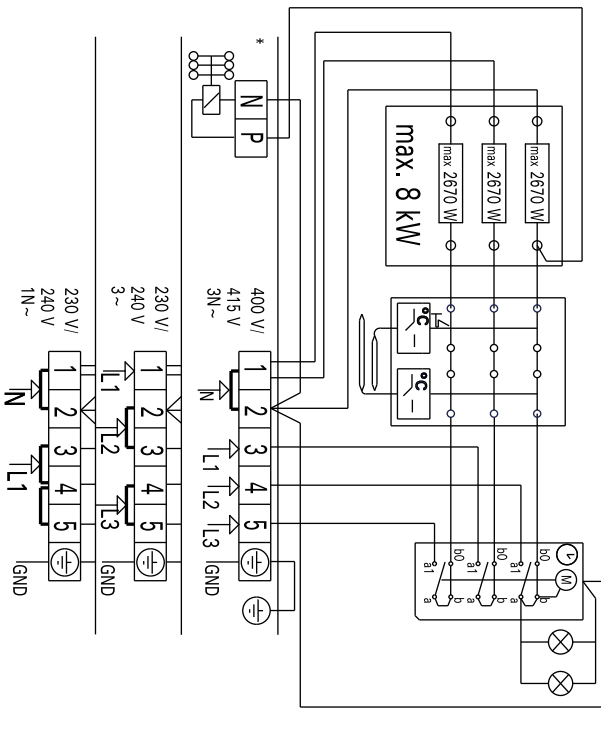 *
N
P
max 2670 W
max 2670 W
max 2670 W
max. 8 kW
°C
°C
400 V/
415 V
3N~
230 V/
240 V
3~
230 V/
240 V
1N~
1
2
3
4
5
N
L1
L2
L3
GND
1
2
3
4
5
L1
L2
L3
GND
1
2
3
4
5
N
L1
GND
1
M
b0
a1
b0
a1
b0
a1
b
a
b
a
b
a